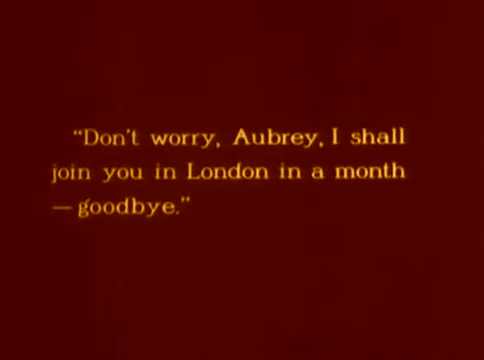 “Don't worry, Aubrey, I shall
join you in London in a month
— goodbye.”